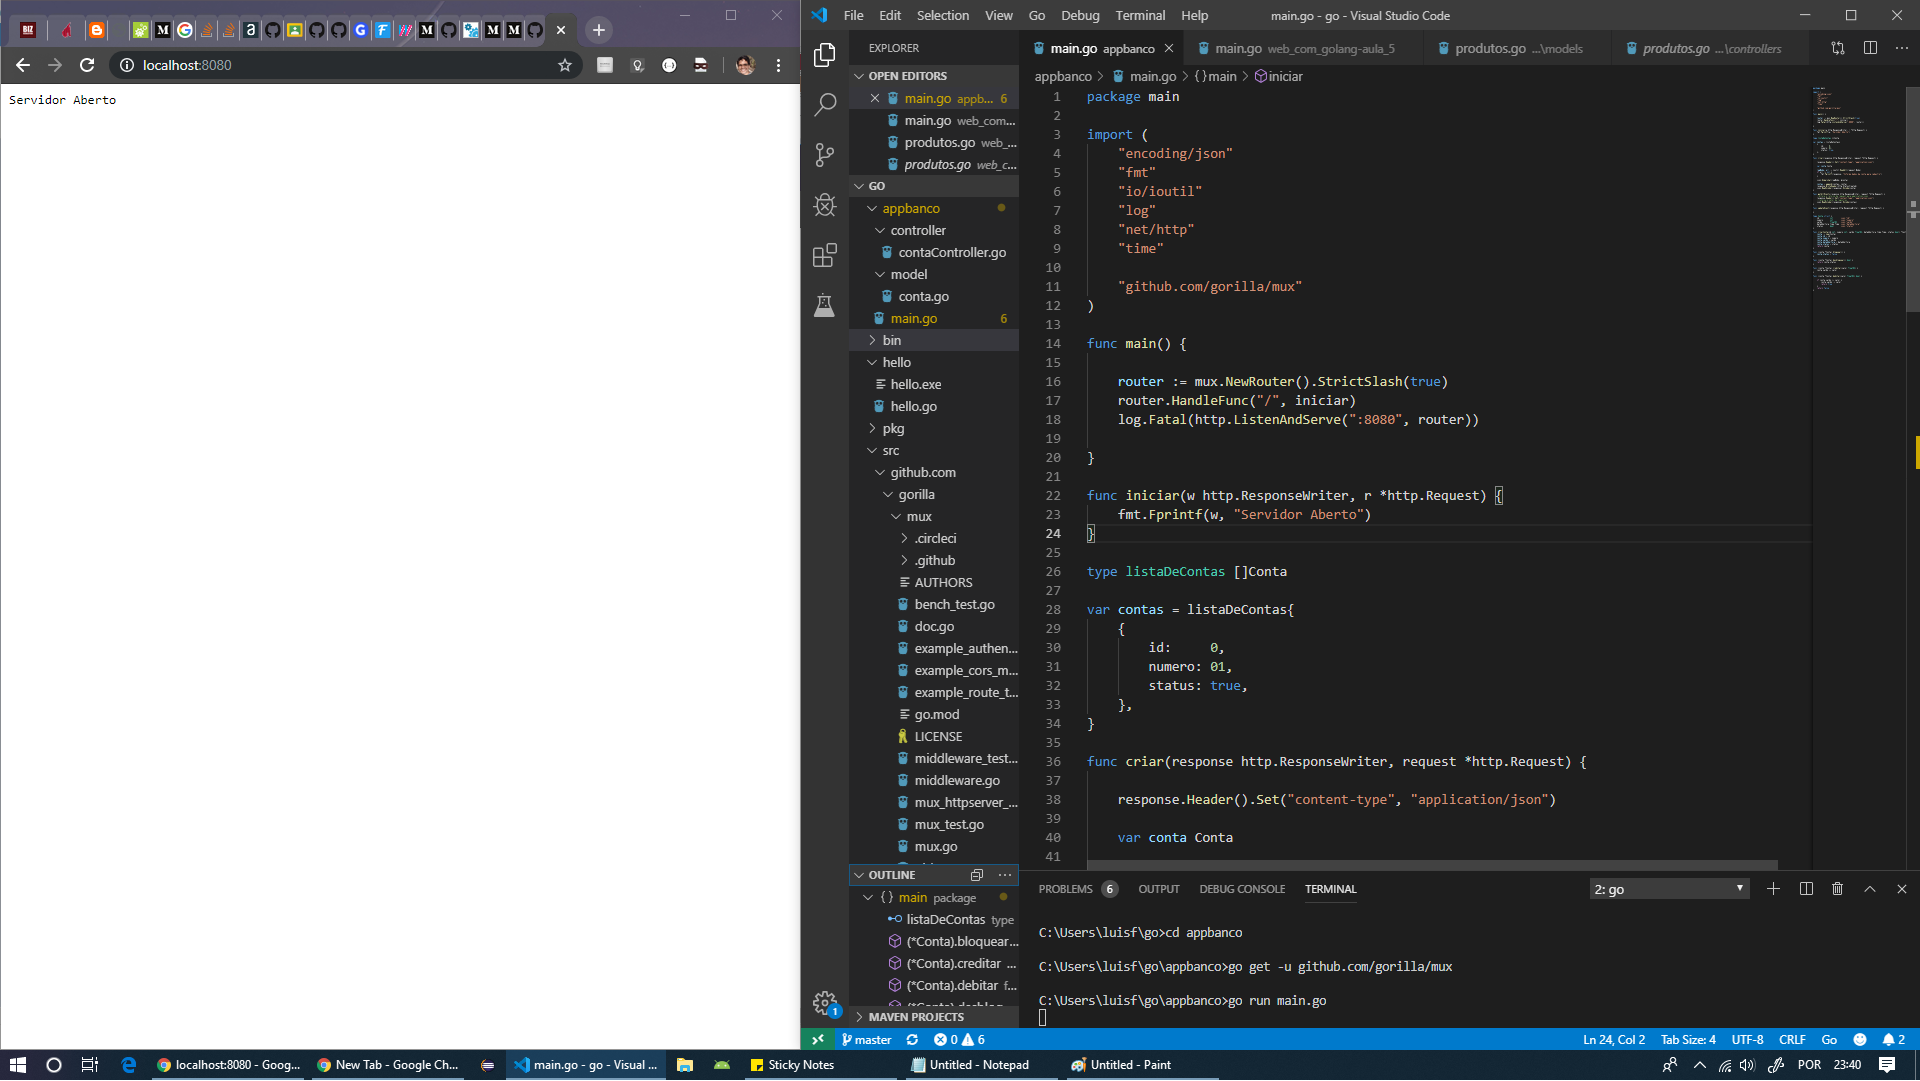 localhost:8080
Servidor Aberto
File Edit Selection View Go Debug Terminal Help
main.go - go - Visual Studio Code
EXPLORER
OPEN EDITORS
main.go appb... 6
main.go web_com...
produtos.go web_...
produtos.go web_c...
GO
appbanco
controller
contaController.go
model
conta.go
main.go 6
bin
hello
hello.exe
hello.go
pkg
src
github.com
gorilla
mux
.circleci
.github
AUTHORS
bench_test.go
doc.go
example_authen...
example_cors_m...
example_route_t...
go.mod
LICENSE
middleware_test...
middleware.go
mux_httpserver_...
mux_test.go
mux.go
OUTLINE
{} main package
listaDeContas type
(*Conta).bloquear...
(*Conta).creditar ...
(*Conta).debitar f...
MAVEN PROJECTS
main.go appbanco
main.go web_com_golang-aula_5
produtos.go ...\models
produtos.go ...\controllers
appbanco > main.go > {} main > iniciar
1 package main
2
3 import (
4 "encoding/json"
5 "fmt"
6 "io/ioutil"
7 "log"
8 "net/http"
9 "time"
10
11 "github.com/gorilla/mux"
12 )
13
14 func main() {
15
16 router := mux.NewRouter().StrictSlash(true)
17 router.HandleFunc("/", iniciar)
18 log.Fatal(http.ListenAndServe(":8080", router))
19
20 }
21
22 func iniciar(w http.ResponseWriter, r *http.Request) {
23 fmt.Fprintf(w, "Servidor Aberto")
24 }
25
26 type listaDeContas []Conta
27
28 var contas = listaDeContas{
29 {
30 id: 0,
31 numero: 01,
32 status: true,
33 },
34 }
35
36 func criar(response http.ResponseWriter, request *http.Request) {
37
38 response.Header().Set("content-type", "application/json")
39
40 var conta Conta
41
PROBLEMS 6 OUTPUT DEBUG CONSOLE TERMINAL
2: go
C:\Users\luisf\go>cd appbanco
C:\Users\luisf\go\appbanco>go get -u github.com/gorilla/mux
C:\Users\luisf\go\appbanco>go run main.go
1
master 0 6
Ln 24, Col 2 Tab Size: 4 UTF-8 CRLF Go 2
localhost:8080 - Goog...
New Tab - Google Ch...
main.go - go - Visual ...
Sticky Notes
Untitled - Notepad
Untitled - Paint
POR 23:40